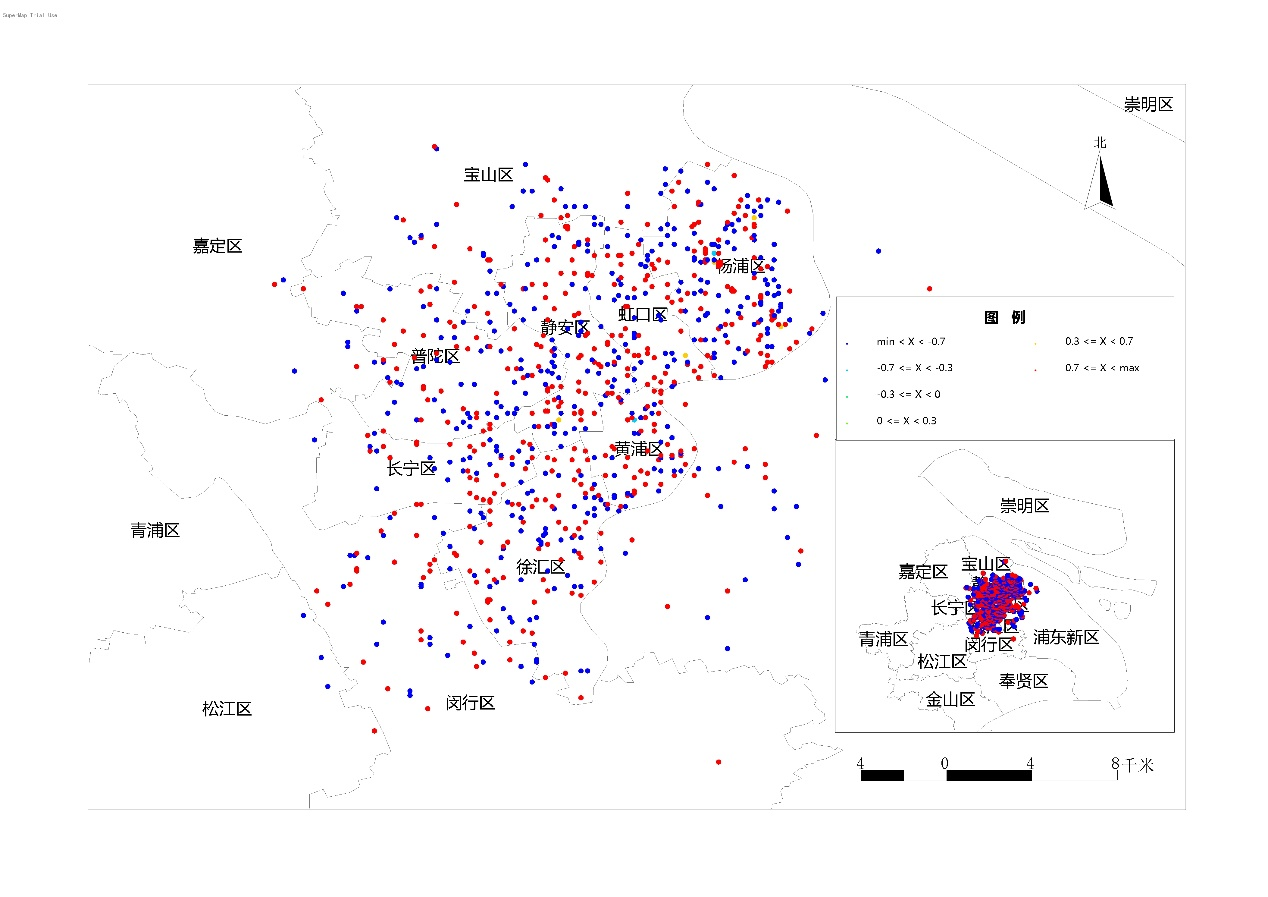 SuperMap Trial Use
崇明区
北
宝山区
嘉定区
杨浦区
虹口区
静安区
普陀区
图 例
min < X < -0.7
0.3 <= X < 0.7
-0.7 <= X < -0.3
0.7 <= X < max
-0.3 <= X < 0
0 <= X < 0.3
黄浦区
长宁区
青浦区
徐汇区
松江区
闵行区
崇明区
宝山区
嘉定区
长宁区
青浦区
浦东新区
闵行区
松江区
奉贤区
金山区
4 0 4 8千米